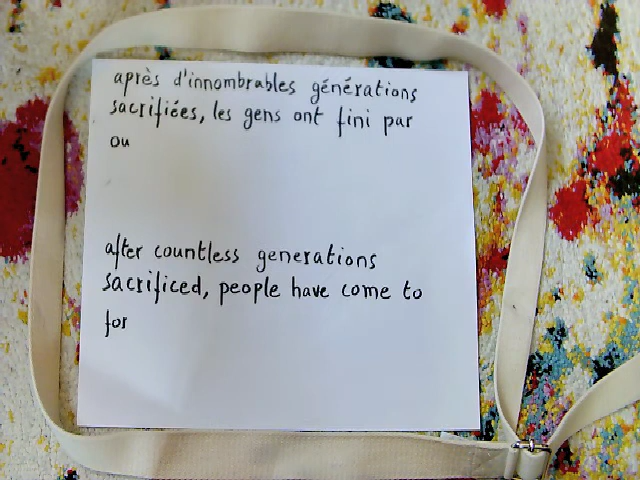 après d'innombrables générations
sacrifiées, les gens ont fini par
ou
after countless generations
sacrificed, people have come to
for